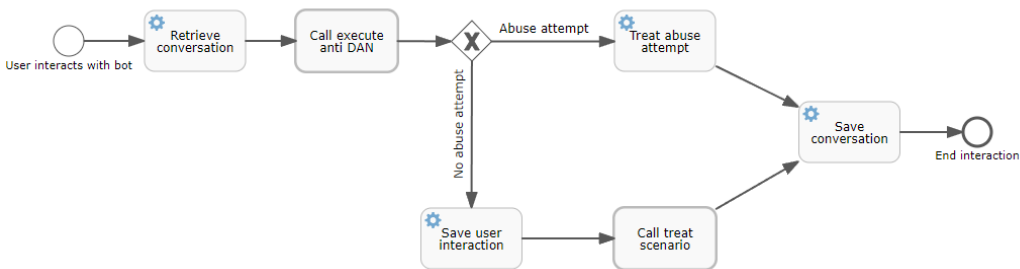 User interacts with bot
Retrieve
conversation
Call execute
anti DAN
X
Abuse attempt
No abuse attempt
Treat abuse
attempt
Save user
interaction
Call treat
scenario
Save
conversation
End interaction